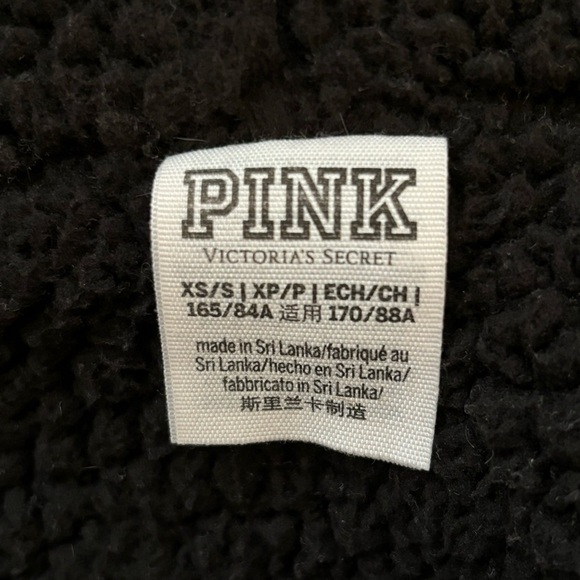 PINK
VICTORIA'S SECRET
XS/S | XP/P | ECH/CH |
165/84A 适用 170/88A
made in Sri Lanka/fabriqué au
Sri Lanka/hecho en Sri Lanka/
fabbricato in Sri Lanka/
斯里兰卡制造